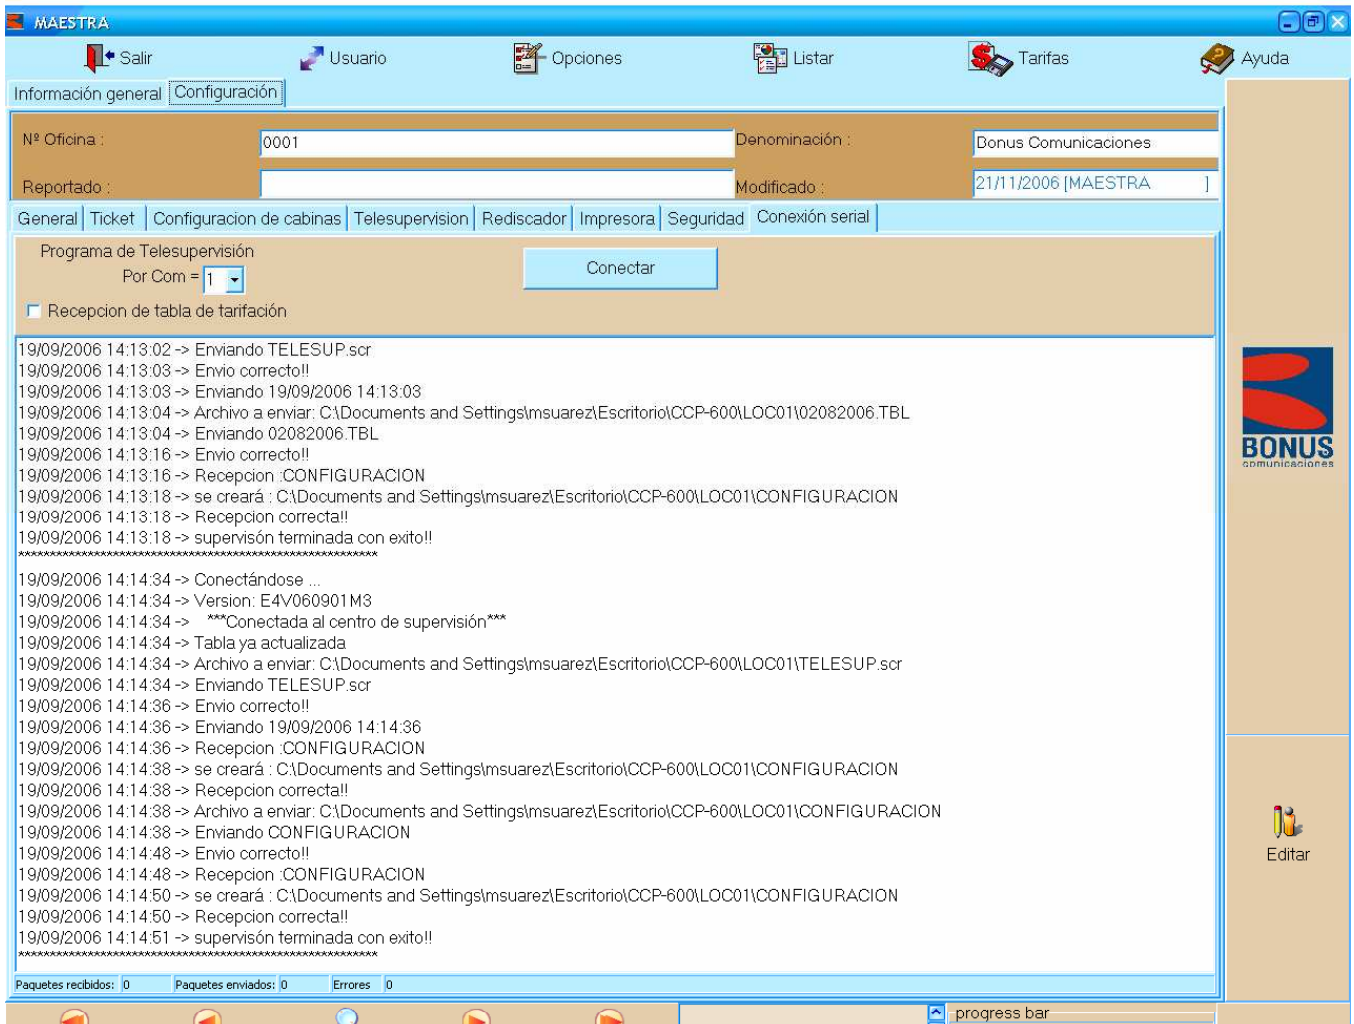 MAESTRA
Salir Usuario Opciones Listar Tarifas Ayuda
Información general Configuración
Nº Oficina : 0001 Denominación : Bonus Comunicaciones
Reportado : Modificado : 21/11/2006 [MAESTRA ]
General Ticket Configuracion de cabinas Telesupervision Rediscador Impresora Seguridad Conexión serial
Programa de Telesupervisión
Por Com = 1
Conectar
Recepcion de tabla de tarifación
19/09/2006 14:13:02 -> Enviando TELESUP.scr
19/09/2006 14:13:03 -> Envio correcto!!
19/09/2006 14:13:03 -> Enviando 19/09/2006 14:13:03
19/09/2006 14:13:04 -> Archivo a enviar: C:\Documents and Settings\msuarez\Escritorio\CCP-600\LOC01\02082006.TBL
19/09/2006 14:13:04 -> Enviando 02082006.TBL
19/09/2006 14:13:16 -> Envio correcto!!
19/09/2006 14:13:16 -> Recepcion :CONFIGURACION
19/09/2006 14:13:18 -> se creará : C:\Documents and Settings\msuarez\Escritorio\CCP-600\LOC01\CONFIGURACION
19/09/2006 14:13:18 -> Recepcion correcta!!
19/09/2006 14:13:18 -> supervisón terminada con exito!!
**********************************************************
19/09/2006 14:14:34 -> Conectándose ...
19/09/2006 14:14:34 -> Version: E4V060901M3
19/09/2006 14:14:34 -> ***Conectada al centro de supervisión***
19/09/2006 14:14:34 -> Tabla ya actualizada
19/09/2006 14:14:34 -> Archivo a enviar: C:\Documents and Settings\msuarez\Escritorio\CCP-600\LOC01\TELESUP.scr
19/09/2006 14:14:34 -> Enviando TELESUP.scr
19/09/2006 14:14:36 -> Envio correcto!!
19/09/2006 14:14:36 -> Enviando 19/09/2006 14:14:36
19/09/2006 14:14:36 -> Recepcion :CONFIGURACION
19/09/2006 14:14:38 -> se creará : C:\Documents and Settings\msuarez\Escritorio\CCP-600\LOC01\CONFIGURACION
19/09/2006 14:14:38 -> Recepcion correcta!!
19/09/2006 14:14:38 -> Archivo a enviar: C:\Documents and Settings\msuarez\Escritorio\CCP-600\LOC01\CONFIGURACION
19/09/2006 14:14:38 -> Enviando CONFIGURACION
19/09/2006 14:14:48 -> Envio correcto!!
19/09/2006 14:14:48 -> Recepcion :CONFIGURACION
19/09/2006 14:14:50 -> se creará : C:\Documents and Settings\msuarez\Escritorio\CCP-600\LOC01\CONFIGURACION
19/09/2006 14:14:50 -> Recepcion correcta!!
19/09/2006 14:14:51 -> supervisón terminada con exito!!
**********************************************************
Paquetes recibidos: 0 Paquetes enviados: 0 Errores 0
BONUS
comunicaciones
Editar
progress bar